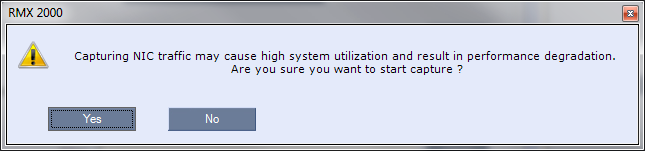 RMX 2000
Capturing NIC traffic may cause high system utilization and result in performance degradation.
Are you sure you want to start capture ?
Yes No